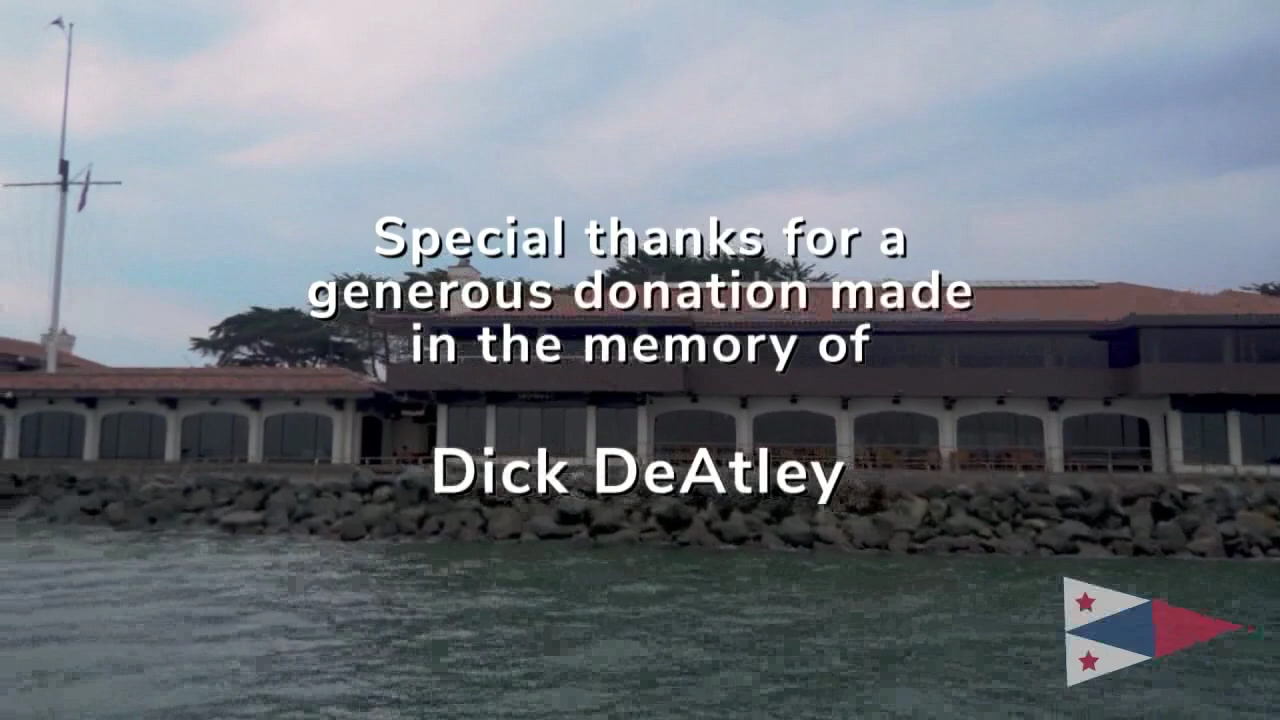 Special thanks for a
generous donation made
in the memory of
Dick DeAtley